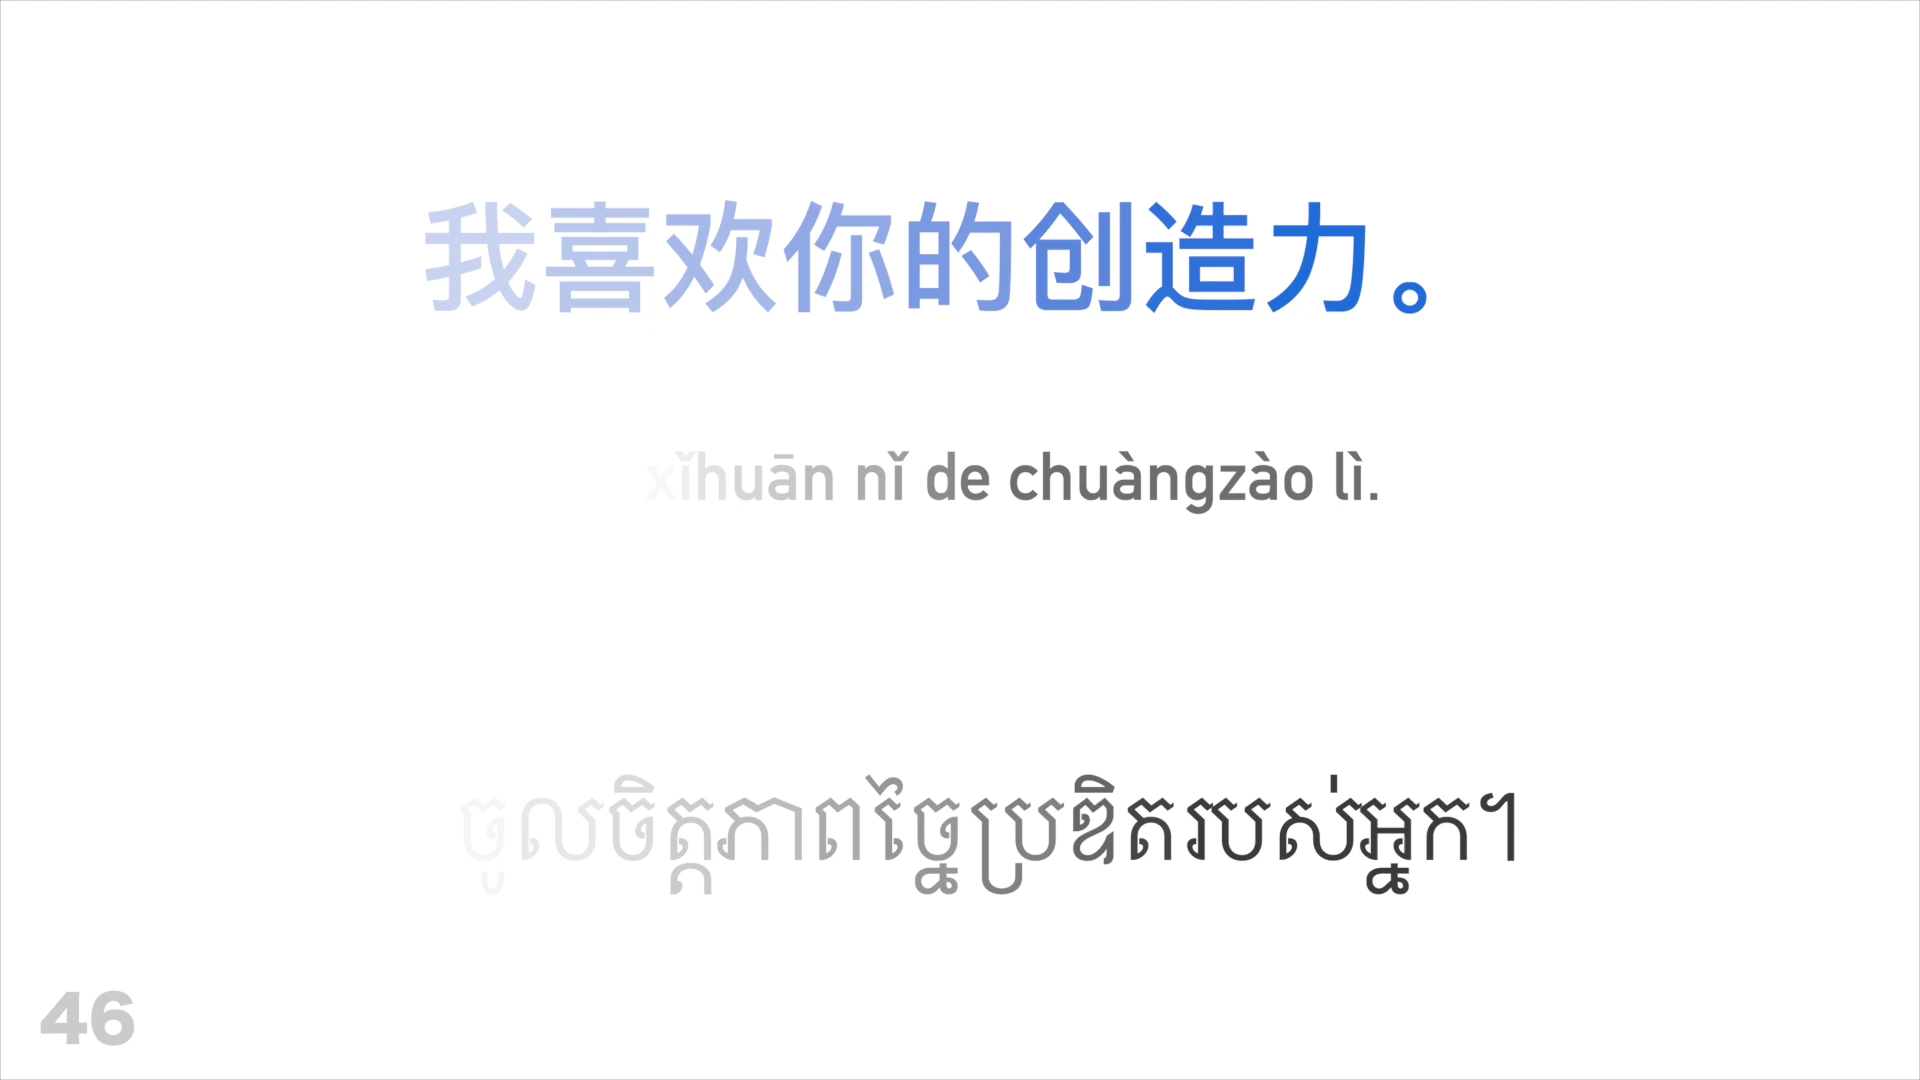 我喜欢你的创造力。
xǐhuān nǐ de chuàngzào lì.
ចូលចិត្តភាពច្នៃប្រឌិតរបស់អ្នក។
46